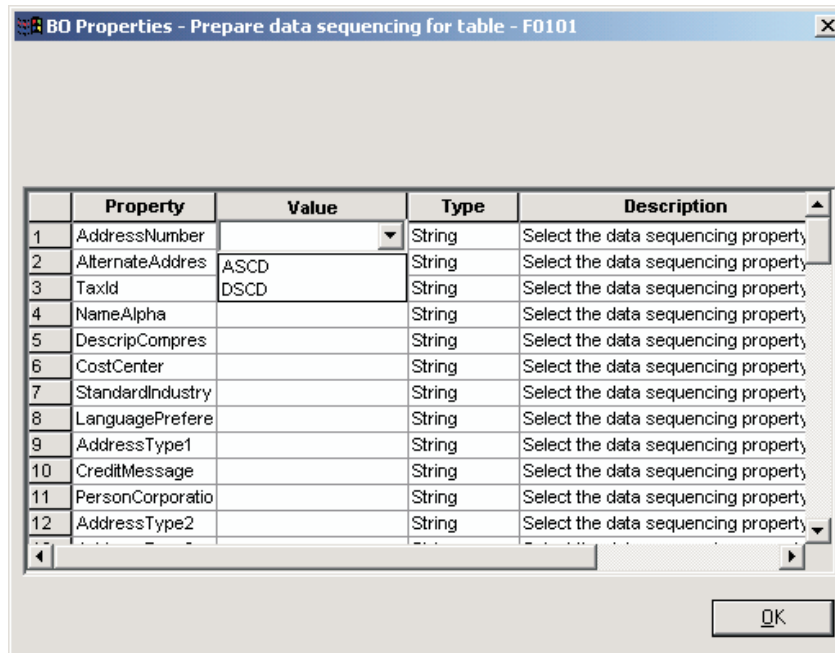 BO Properties - Prepare data sequencing for table - F0101
Property Value Type Description
1 AddressNumber String Select the data sequencing property
2 AlternateAddres ASCD String Select the data sequencing property
3 TaxId DSCD String Select the data sequencing property
4 NameAlpha String Select the data sequencing property
5 DescripCompres String Select the data sequencing property
6 CostCenter String Select the data sequencing property
7 StandardIndustry String Select the data sequencing property
8 LanguagePrefere String Select the data sequencing property
9 AddressType1 String Select the data sequencing property
10 CreditMessage String Select the data sequencing property
11 PersonCorporatio String Select the data sequencing property
12 AddressType2 String Select the data sequencing property
OK